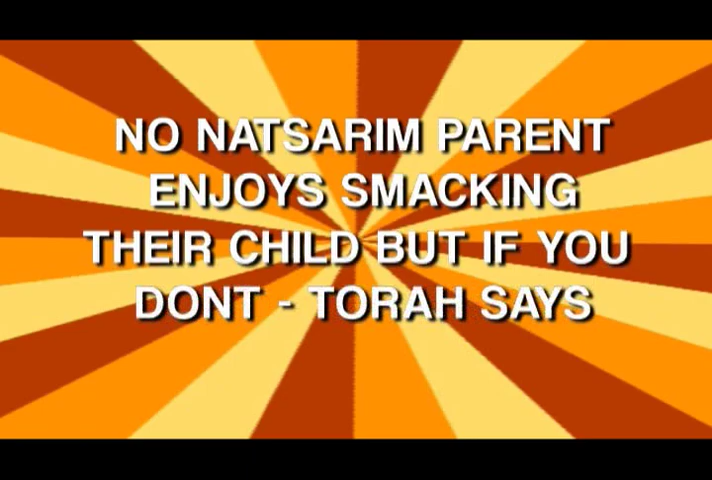 NO NATSARIM PARENT
ENJOYS SMACKING
THEIR CHILD BUT IF YOU
DONT - TORAH SAYS